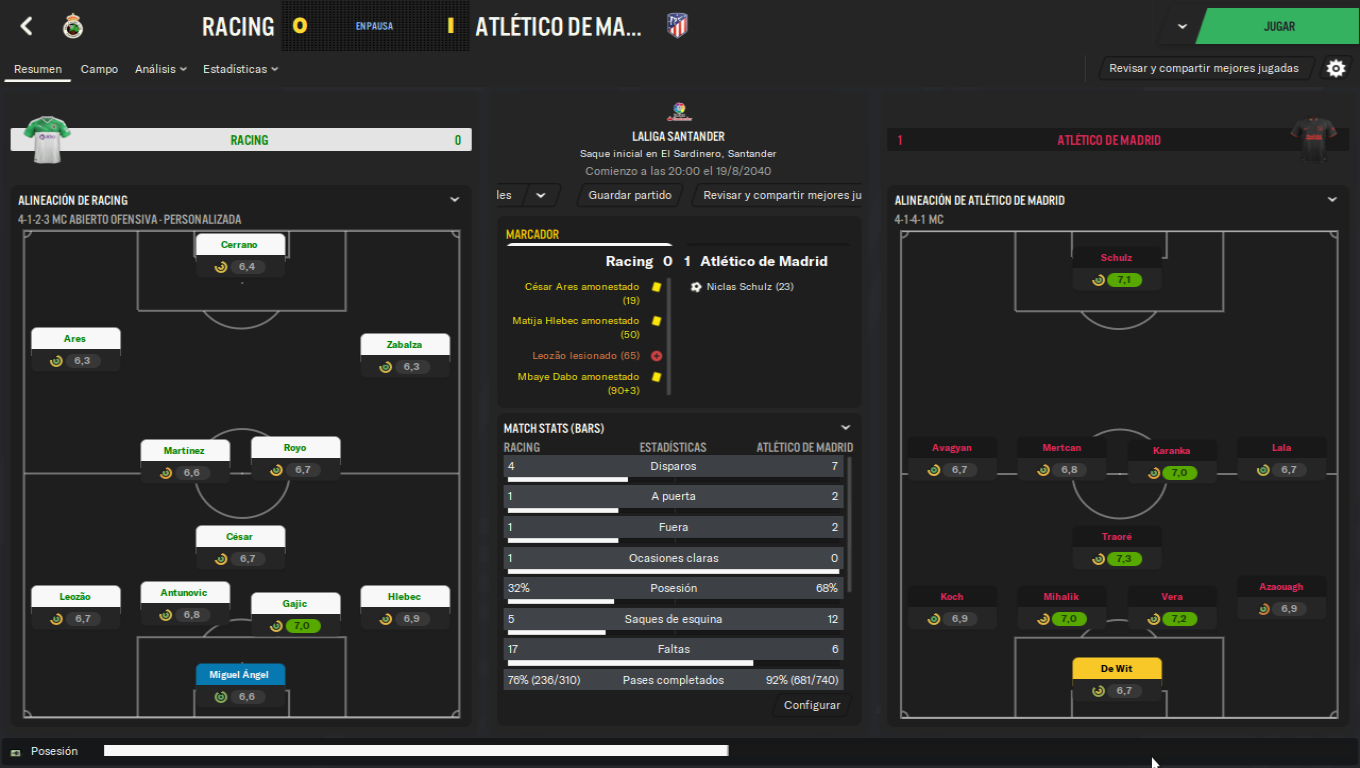 RACING 0 EN PAUSA 1 ATLÉTICO DE MA...
JUGAR
Resumen Campo Análisis Estadísticas
Revisar y compartir mejores jugadas
RACING 0
LALIGA SANTANDER
Saque inicial en El Sardinero, Santander
Comienzo a las 20:00 el 19/8/2040
1 ATLÉTICO DE MADRID
les Guardar partido Revisar y compartir mejores ju
ALINEACIÓN DE RACING
4-1-2-3 MC ABIERTO OFENSIVA - PERSONALIZADA
Cerrano
6,4
Ares
6,3
Zabalza
6,3
Martínez
6,6
Royo
6,7
César
6,7
Leozão
6,7
Antunovic
6,8
Gajic
7,0
Hlebec
6,9
Miguel Ángel
6,6
MARCADOR
Racing 0 1 Atlético de Madrid
César Ares amonestado
(19)
Niclas Schulz (23)
Matija Hlebec amonestado
(50)
Leozão lesionado (65)
Mbaye Dabo amonestado
(90+3)
MATCH STATS (BARS)
RACING ESTADÍSTICAS ATLÉTICO DE MADRID
4 Disparos 7
1 A puerta 2
1 Fuera 2
1 Ocasiones claras 0
32% Posesión 68%
5 Saques de esquina 12
17 Faltas 6
76% (236/310) Pases completados 92% (681/740)
Configurar
ALINEACIÓN DE ATLÉTICO DE MADRID
4-1-4-1 MC
Schulz
7,1
Avagyan
6,7
Mertcan
6,8
Karanka
7,0
Lala
6,7
Traoré
7,3
Koch
6,9
Mihalik
7,0
Vera
7,2
Azaouagh
6,9
De Wit
6,7
Posesión